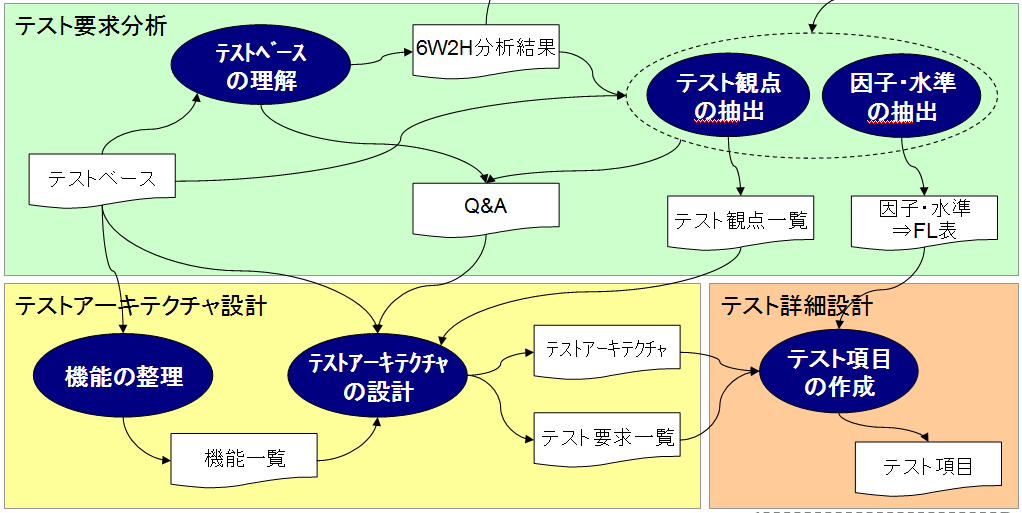 テスト要求分析
テストベース
の理解
6W2H分析結果
テスト観点
の抽出
因子・水準
の抽出
テストベース
Q&A
テスト観点一覧
因子・水準
⇒FL表
テストアーキテクチャ設計
機能の整理
テストアーキテクチャ
の設計
テストアーキテクチャ
テスト要求一覧
機能一覧
テスト詳細設計
テスト項目
の作成
テスト項目